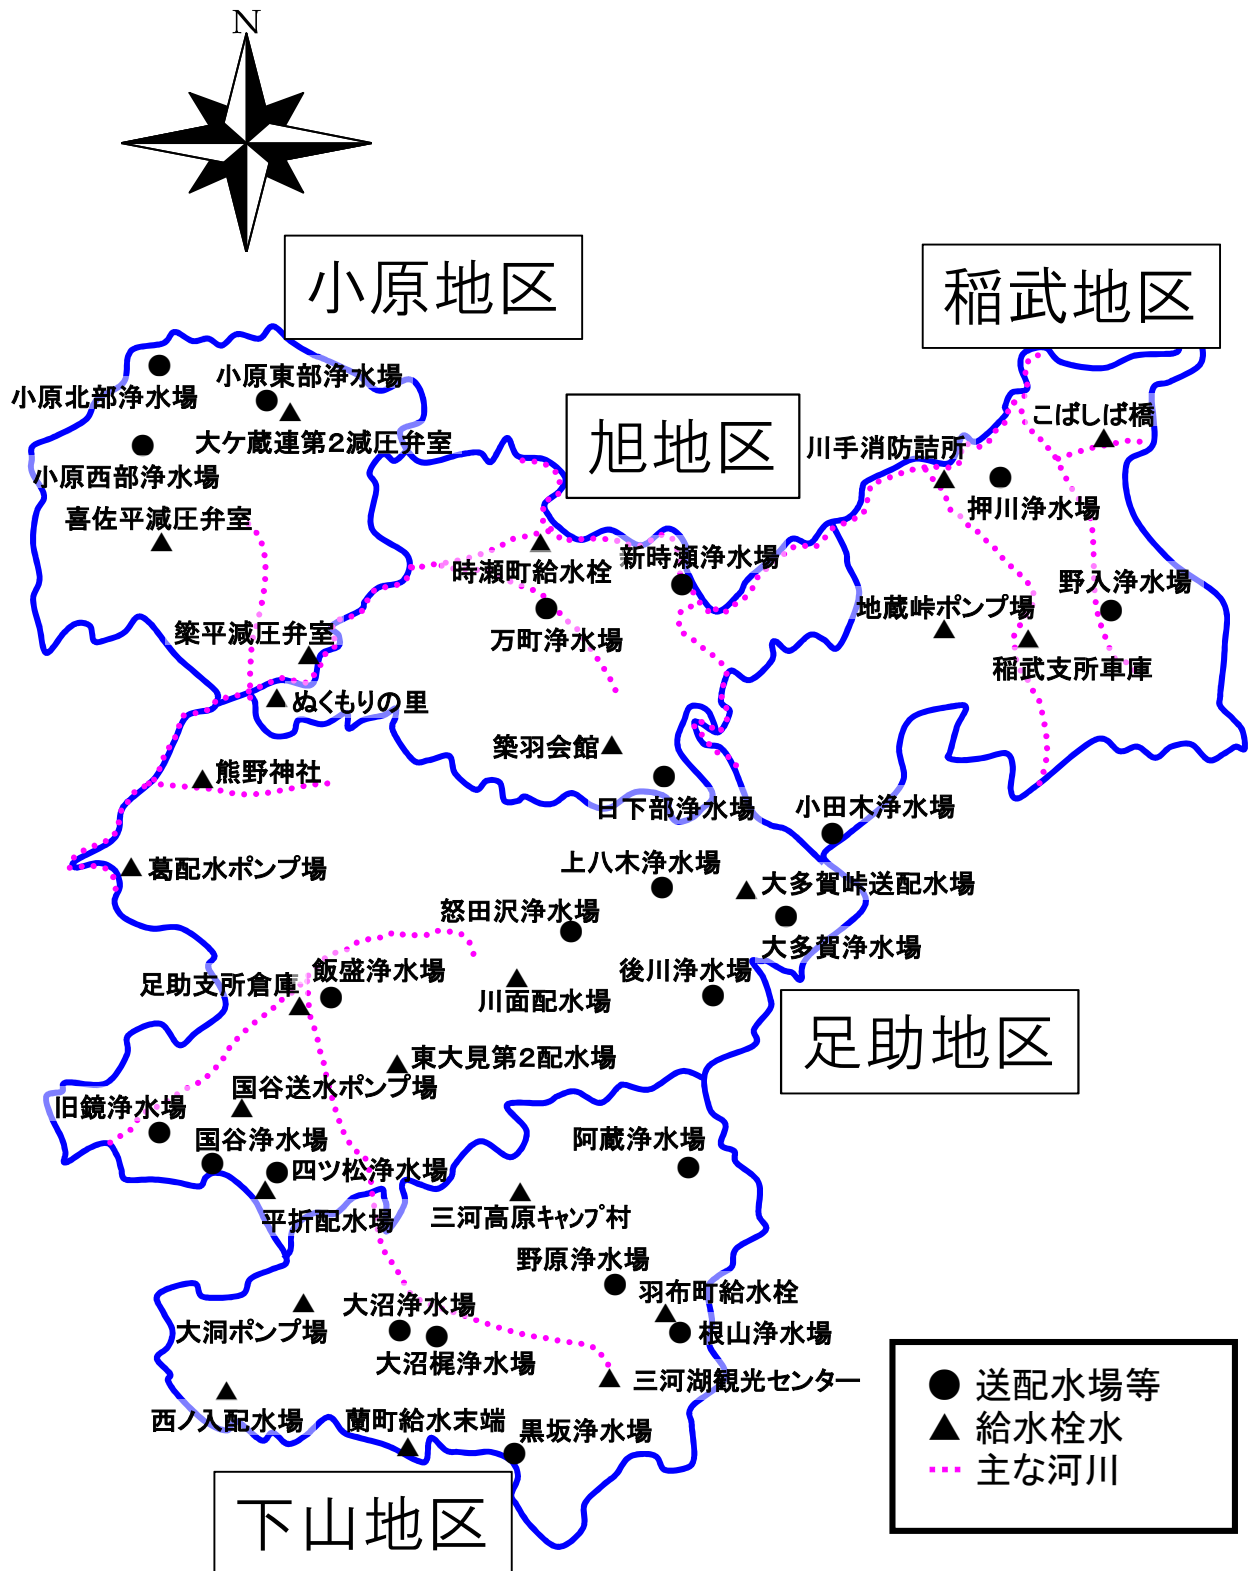 N
小原地区
稲武地区
小原東部浄水場
小原北部浄水場
大ケ蔵連第2減圧弁室
旭地区
こばしば橋
川手消防詰所
小原西部浄水場
喜佐平減圧弁室
押川浄水場
時瀬町給水栓
新時瀬浄水場
野入浄水場
地蔵峠ポンプ場
簗平減圧弁室
万町浄水場
稲武支所車庫
ぬくもりの里
築羽会館
熊野神社
日下部浄水場
小田木浄水場
葛配水ポンプ場
上八木浄水場
大多賀峠送配水場
怒田沢浄水場
大多賀浄水場
足助支所倉庫
飯盛浄水場
川面配水場
後川浄水場
足助地区
東大見第2配水場
国谷送水ポンプ場
旧鏡浄水場
国谷浄水場
阿蔵浄水場
四ツ松浄水場
平折配水場
三河高原キャンプ村
野原浄水場
羽布町給水栓
大沼浄水場
大洞ポンプ場
根山浄水場
大沼梶浄水場
三河湖観光センター
西ノ入配水場
蘭町給水末端
黒坂浄水場
下山地区
送配水場等
給水栓水
主な河川